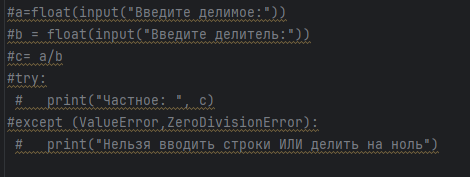 #a=float(input("Введите делимое:"))
#b = float(input("Введите делитель:"))
#c= a/b
#try:
 #   print("Частное: ", c)
#except (ValueError,ZeroDivisionError):
 #   print("Нельзя вводить строки ИЛИ делить на ноль")